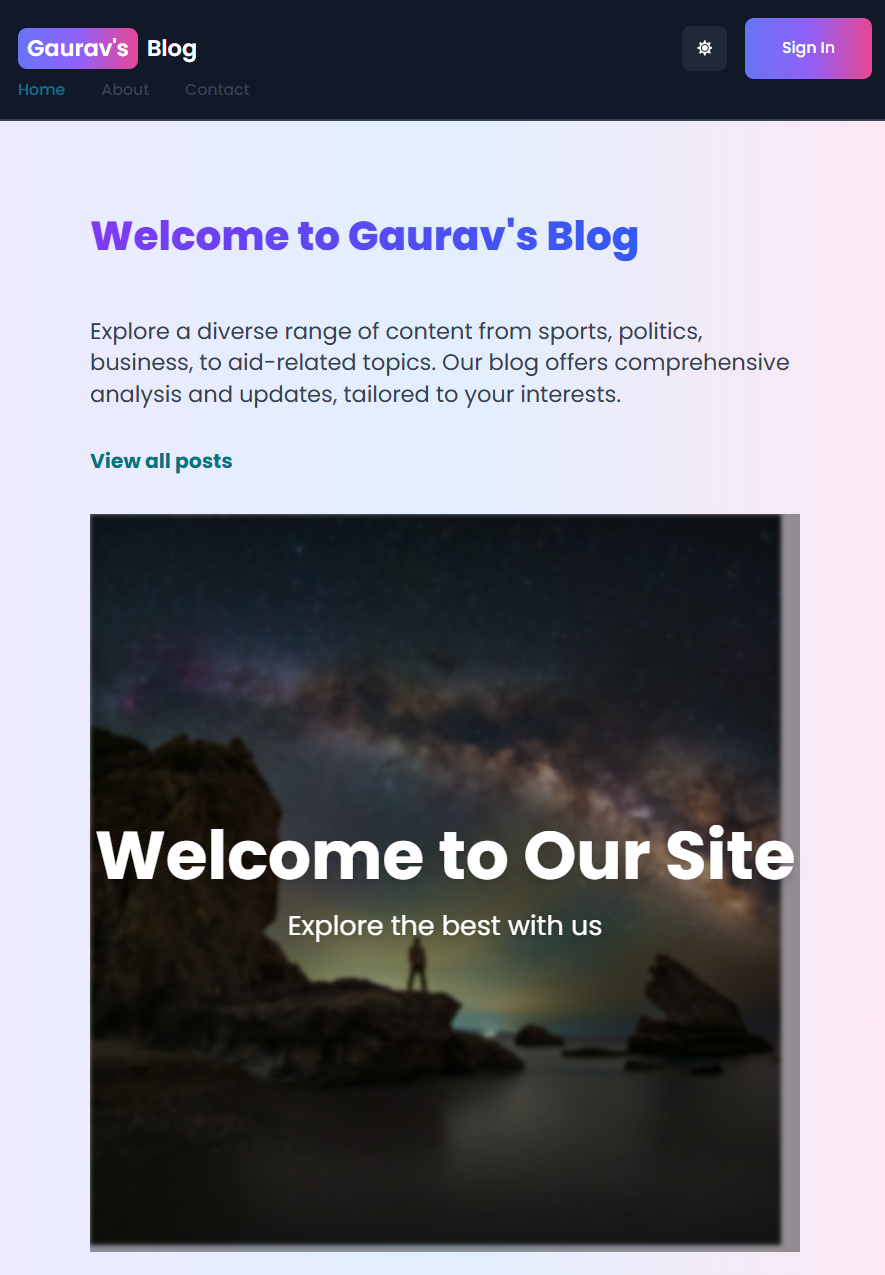 Gaurav's Blog
Sign In
Home About Contact
Welcome to Gaurav's Blog
Explore a diverse range of content from sports, politics,
business, to aid-related topics. Our blog offers comprehensive
analysis and updates, tailored to your interests.
View all posts
Welcome to Our Site
Explore the best with us